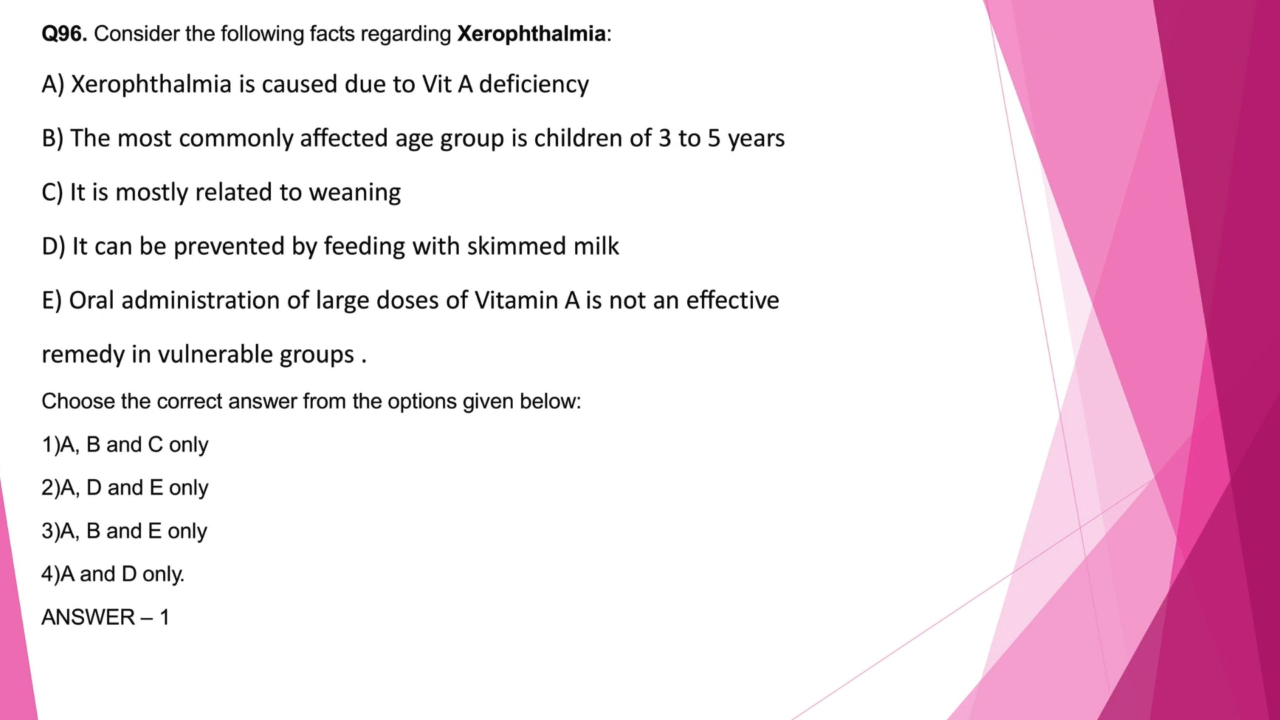 Q96. Consider the following facts regarding Xerophthalmia:
A) Xerophthalmia is caused due to Vit A deficiency
B) The most commonly affected age group is children of 3 to 5 years
C) It is mostly related to weaning
D) It can be prevented by feeding with skimmed milk
E) Oral administration of large doses of Vitamin A is not an effective
remedy in vulnerable groups .
Choose the correct answer from the options given below:
1)A, B and C only
2)A, D and E only
3)A, B and E only
4)A and D only.
ANSWER – 1